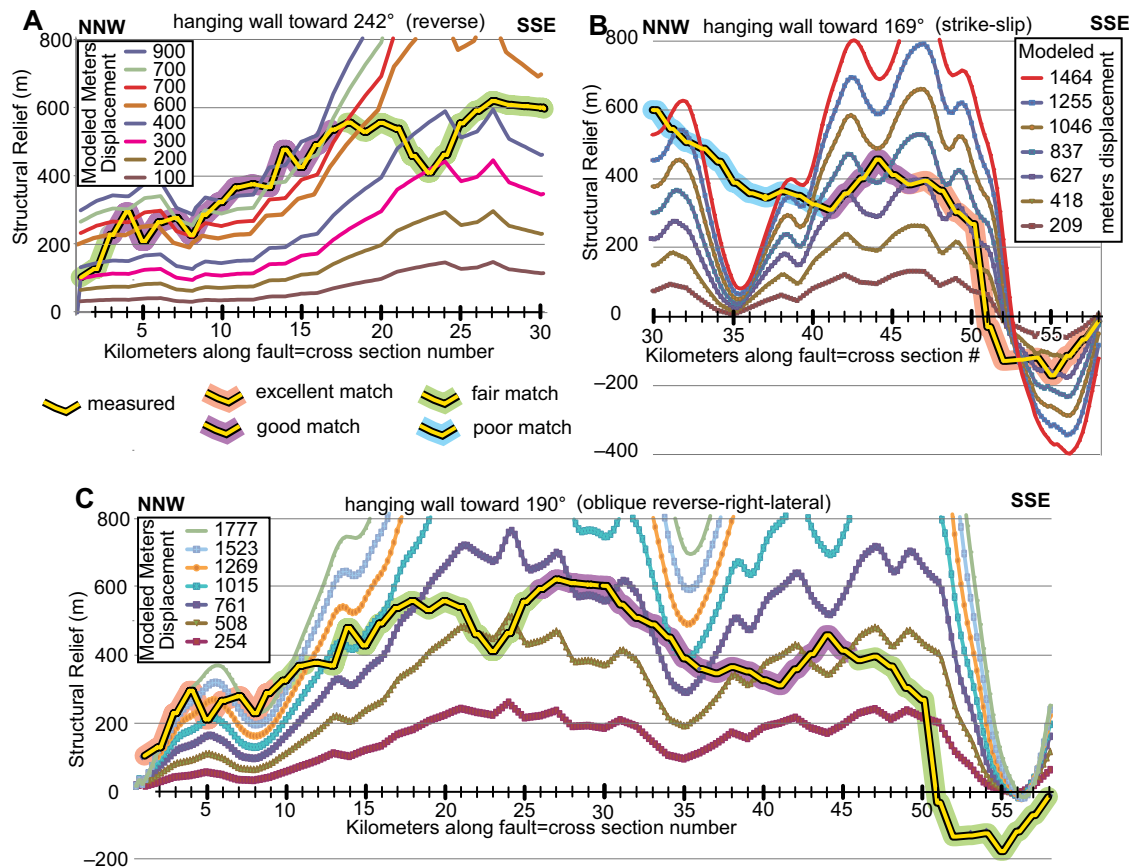 A
NNW
hanging wall toward 242° (reverse)
SSE
800
600
400
200
0
Structural Relief (m)
Modeled Meters
Displacement
900
700
700
600
400
300
200
100
5
10
15
20
25
30
Kilometers along fault=cross section number
B
NNW
hanging wall toward 169° (strike-slip)
SSE
800
600
400
200
0
–200
–400
Structural Relief (m)
Modeled
1464
1255
1046
837
627
418
209
meters displacement
30
35
40
45
50
55
Kilometers along fault=cross section #
measured
excellent match
good match
fair match
poor match
C
NNW
hanging wall toward 190° (oblique reverse-right-lateral)
SSE
800
600
400
200
0
–200
Structural Relief (m)
Modeled Meters
Displacement
1777
1523
1269
1015
761
508
254
5
10
15
20
25
30
35
40
45
50
55
Kilometers along fault=cross section number